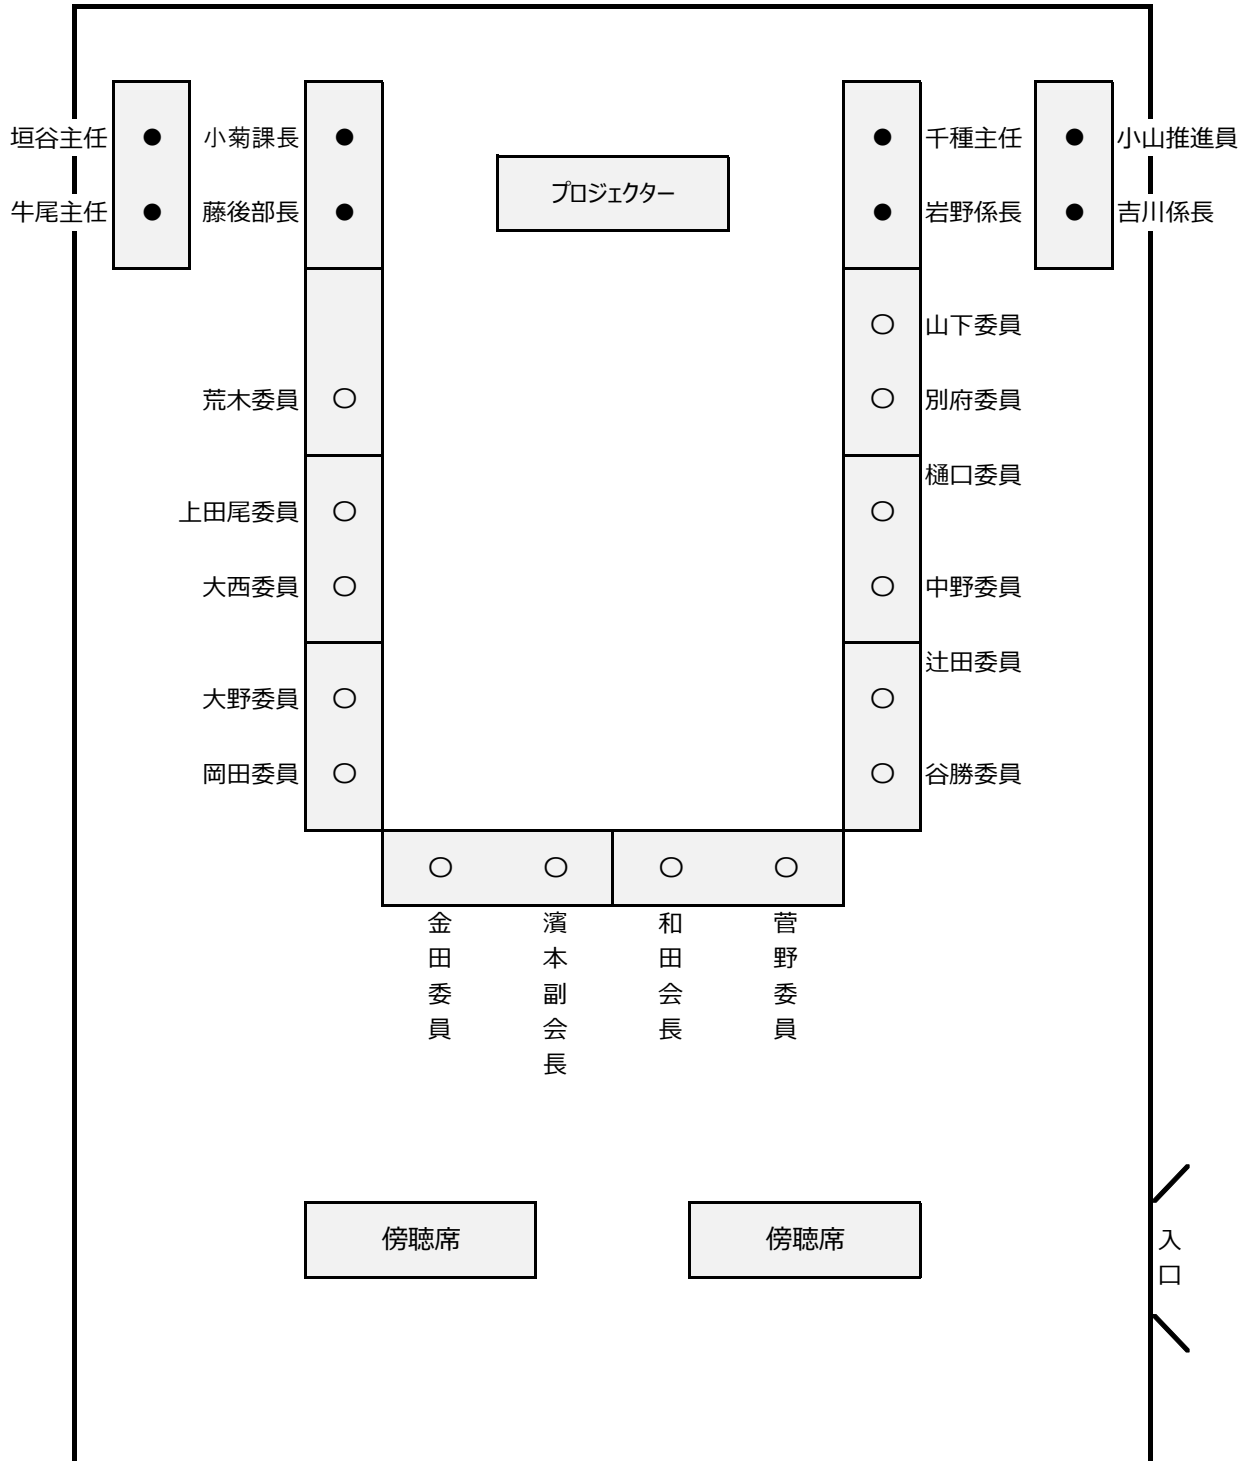 垣谷主任 ● 小菊課長 ● ● 千種主任 ● 小山推進員
プロジェクター
牛尾主任 ● 藤後部長 ● ● 岩野係長 ● 吉川係長
○ 山下委員
荒木委員 ○ ○ 別府委員
樋口委員
上田尾委員 ○ ○
大西委員 ○ ○ 中野委員
辻田委員
大野委員 ○ ○
岡田委員 ○ ○ 谷勝委員
○ ○ ○ ○
金田委員
濱本副会長
和田会長
菅野委員
傍聴席 傍聴席
入口